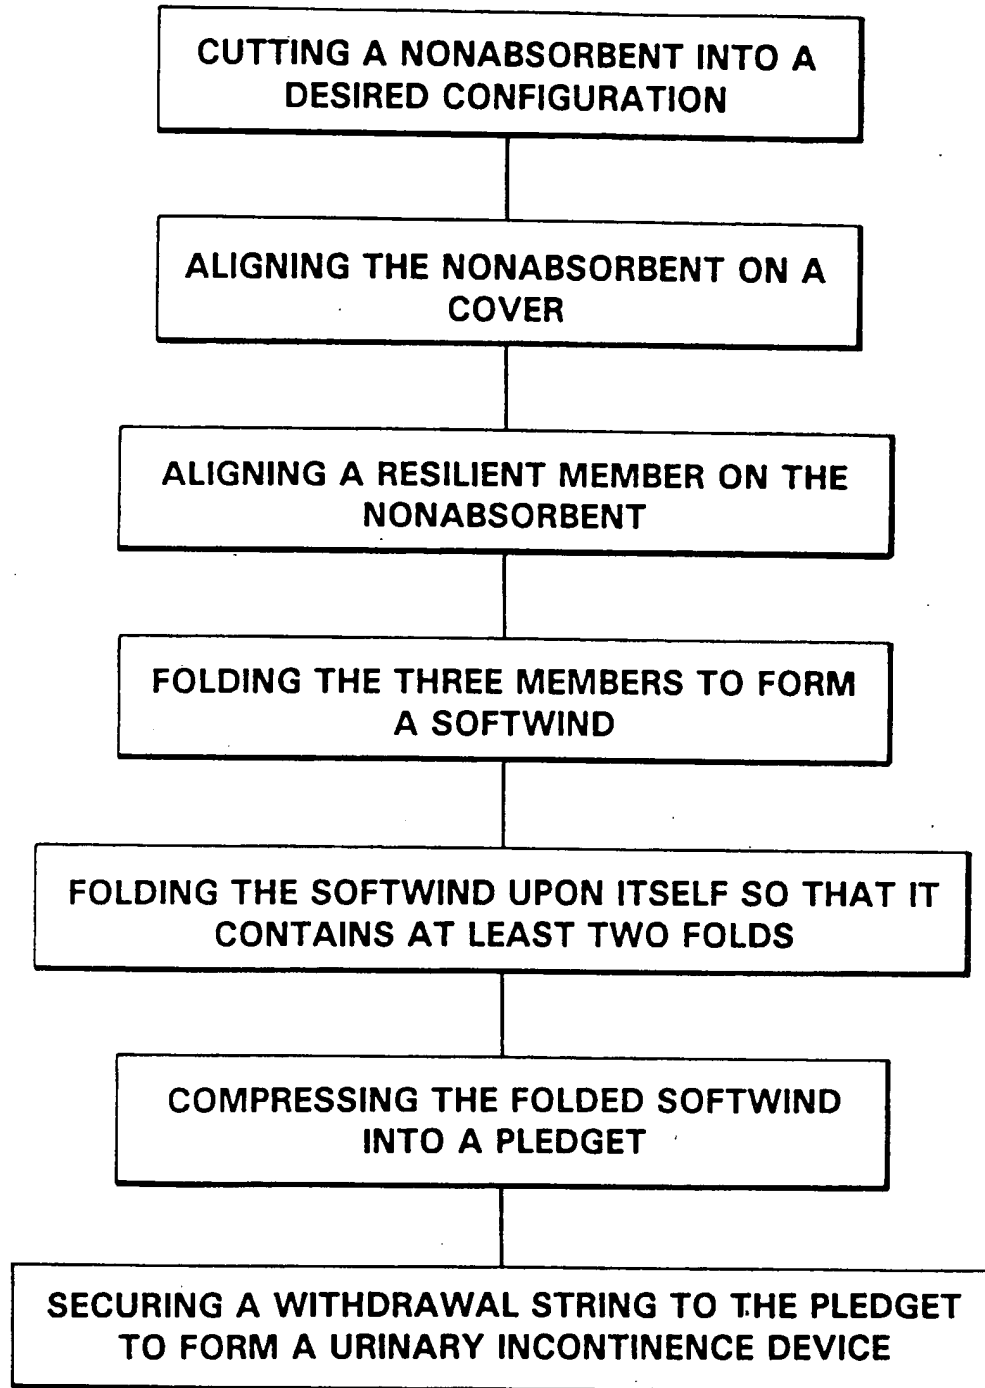 CUTTING A NONABSORBENT INTO A
DESIRED CONFIGURATION
ALIGNING THE NONABSORBENT ON A
COVER
ALIGNING A RESILIENT MEMBER ON THE
NONABSORBENT
FOLDING THE THREE MEMBERS TO FORM
A SOFTWIND
FOLDING THE SOFTWIND UPON ITSELF SO THAT IT
CONTAINS AT LEAST TWO FOLDS
COMPRESSING THE FOLDED SOFTWIND
INTO A PLEDGET
SECURING A WITHDRAWAL STRING TO THE PLEDGET
TO FORM A URINARY INCONTINENCE DEVICE